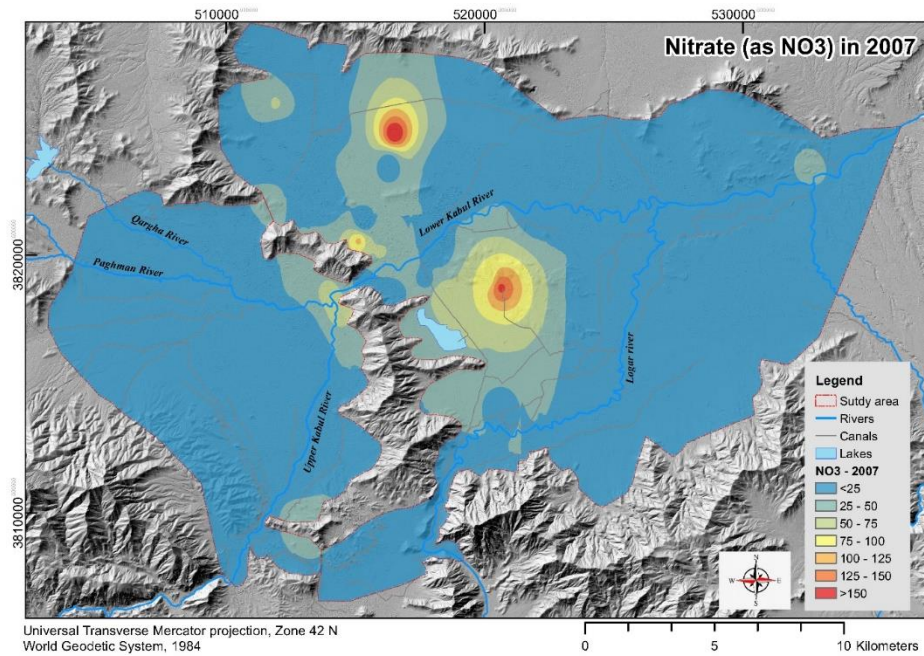 510000
520000
530000
Nitrate (as NO3) in 2007
3820000
3810000
Qargha River
Paghman River
Lower Kabul River
Upper Kabul River
Logar river
Legend
Sutdy area
Rivers
Canals
Lakes
NO3 - 2007
<25
25 - 50
50 - 75
75 - 100
100 - 125
125 - 150
>150
N
W
E
S
Universal Transverse Mercator projection, Zone 42 N
World Geodetic System, 1984
0 5 10 Kilometers